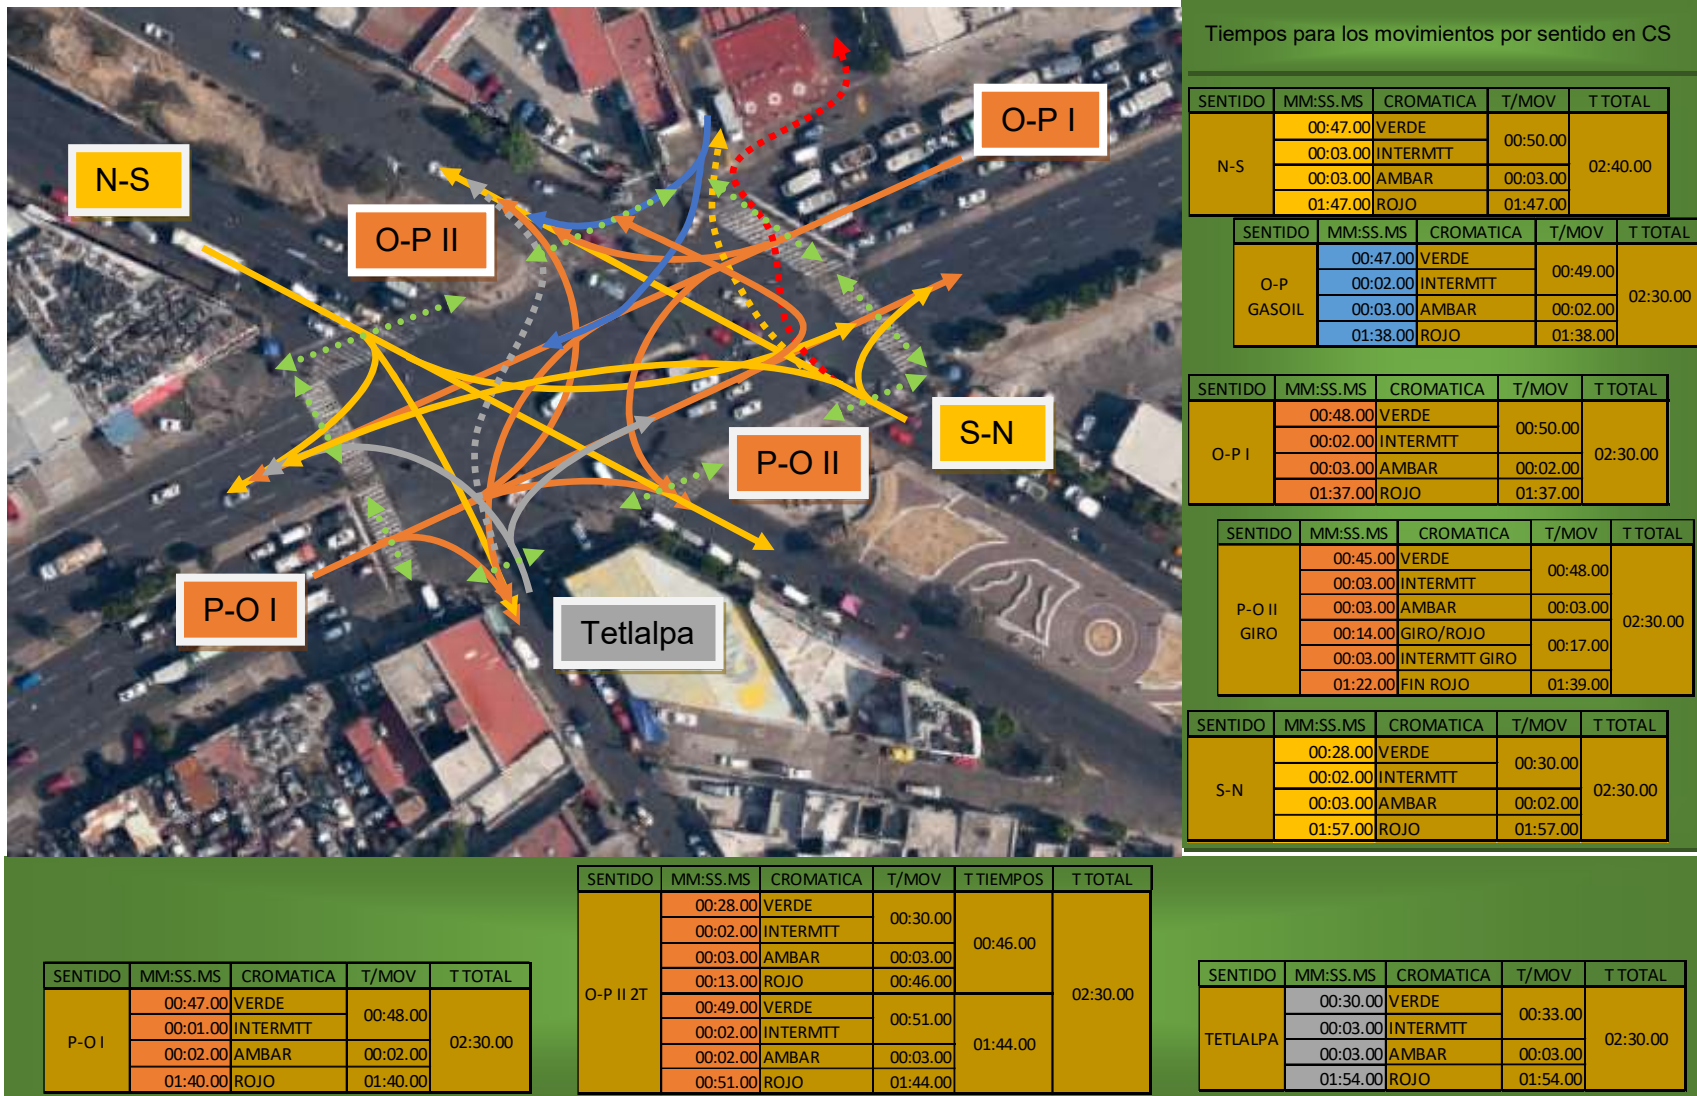 Tiempos para los movimientos por sentido en CS
N-S
O-P I
O-P II
S-N
P-O II
P-O I
Tetlalpa
SENTIDO MM:SS.MS CROMATICA T/MOV T TOTAL
N-S 00:47.00 VERDE 00:50.00 02:40.00
00:03.00 INTERMTT
00:03.00 AMBAR 00:03.00
01:47.00 ROJO 01:47.00
SENTIDO MM:SS.MS CROMATICA T/MOV T TOTAL
O-P GASOIL 00:47.00 VERDE 00:49.00 02:30.00
00:02.00 INTERMTT
00:03.00 AMBAR 00:02.00
01:38.00 ROJO 01:38.00
SENTIDO MM:SS.MS CROMATICA T/MOV T TOTAL
O-P I 00:48.00 VERDE 00:50.00 02:30.00
00:02.00 INTERMTT
00:03.00 AMBAR 00:02.00
01:37.00 ROJO 01:37.00
SENTIDO MM:SS.MS CROMATICA T/MOV T TOTAL
P-O II GIRO 00:45.00 VERDE 00:48.00 02:30.00
00:03.00 INTERMTT
00:03.00 AMBAR 00:03.00
00:14.00 GIRO/ROJO 00:17.00
00:03.00 INTERMTT GIRO
01:22.00 FIN ROJO 01:39.00
SENTIDO MM:SS.MS CROMATICA T/MOV T TOTAL
S-N 00:28.00 VERDE 00:30.00 02:30.00
00:02.00 INTERMTT
00:03.00 AMBAR 00:02.00
01:57.00 ROJO 01:57.00
SENTIDO MM:SS.MS CROMATICA T/MOV T TOTAL
P-O I 00:47.00 VERDE 00:48.00 02:30.00
00:01.00 INTERMTT
00:02.00 AMBAR 00:02.00
01:40.00 ROJO 01:40.00
SENTIDO MM:SS.MS CROMATICA T/MOV T TIEMPOS T TOTAL
O-P II 2T 00:28.00 VERDE 00:30.00 00:46.00 02:30.00
00:02.00 INTERMTT
00:03.00 AMBAR 00:03.00
00:13.00 ROJO 00:46.00
00:49.00 VERDE 00:51.00 01:44.00
00:02.00 INTERMTT
00:02.00 AMBAR 00:03.00
00:51.00 ROJO 01:44.00
SENTIDO MM:SS.MS CROMATICA T/MOV T TOTAL
TETLALPA 00:30.00 VERDE 00:33.00 02:30.00
00:03.00 INTERMTT
00:03.00 AMBAR 00:03.00
01:54.00 ROJO 01:54.00